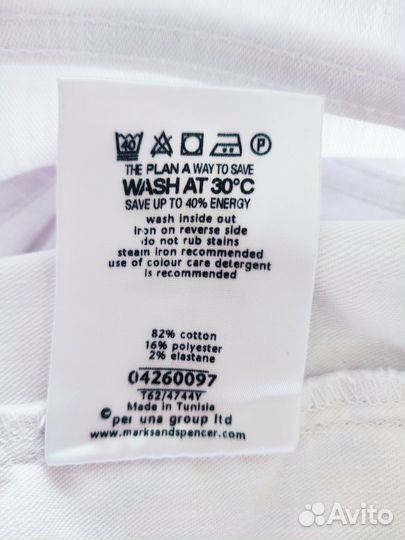 40 P
THE PLAN A WAY TO SAVE
WASH AT 30°C
SAVE UP TO 40% ENERGY
wash inside out
iron on reverse side
do not rub stains
steam iron recommended
use of colour care detergent
is recommended
82% cotton
16% polyester
2% elastane
04260097
T62/4744Y
Made in Tunisia
© per una group ltd
www.marksandspencer.com
Avito